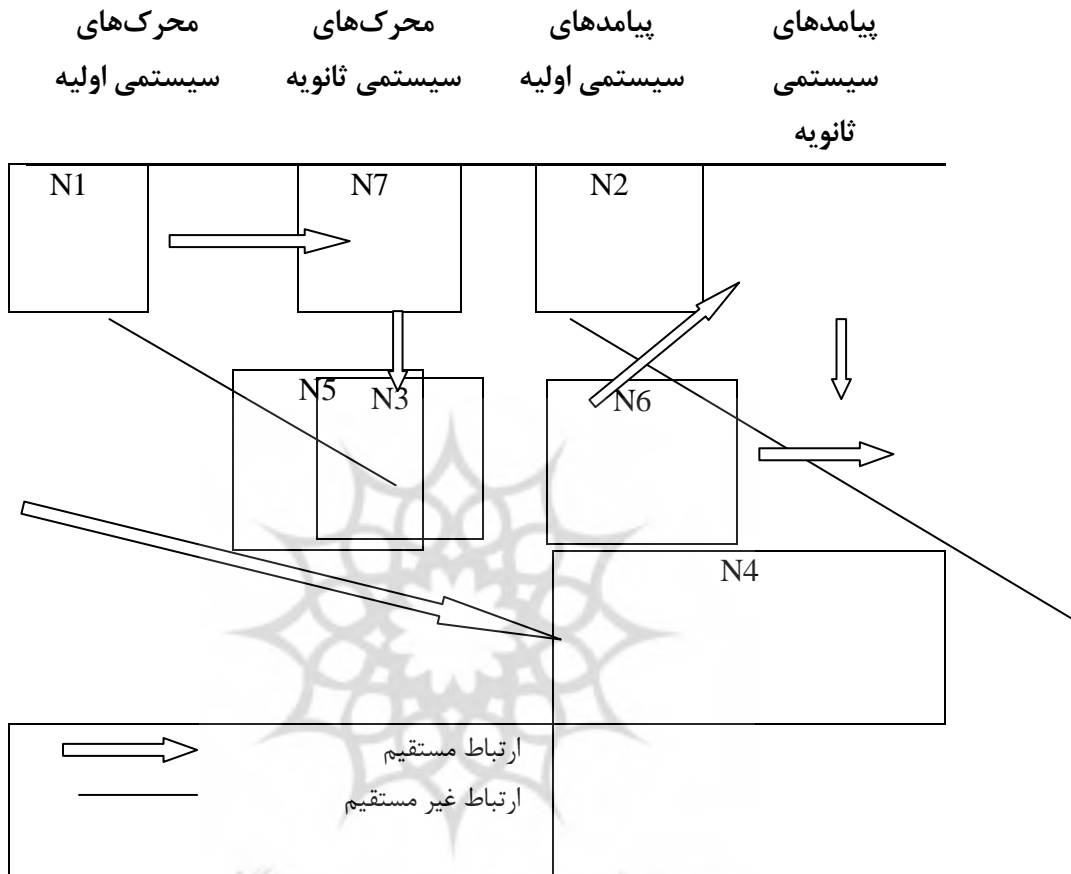 محرک‌های
سیستمی اولیه
محرک‌های
سیستمی ثانویه
پیامدهای
سیستمی اولیه
پیامدهای
سیستمی
ثانویه
N1
N7
N2
N5
N3
N6
N4
ارتباط مستقیم
ارتباط غیر مستقیم